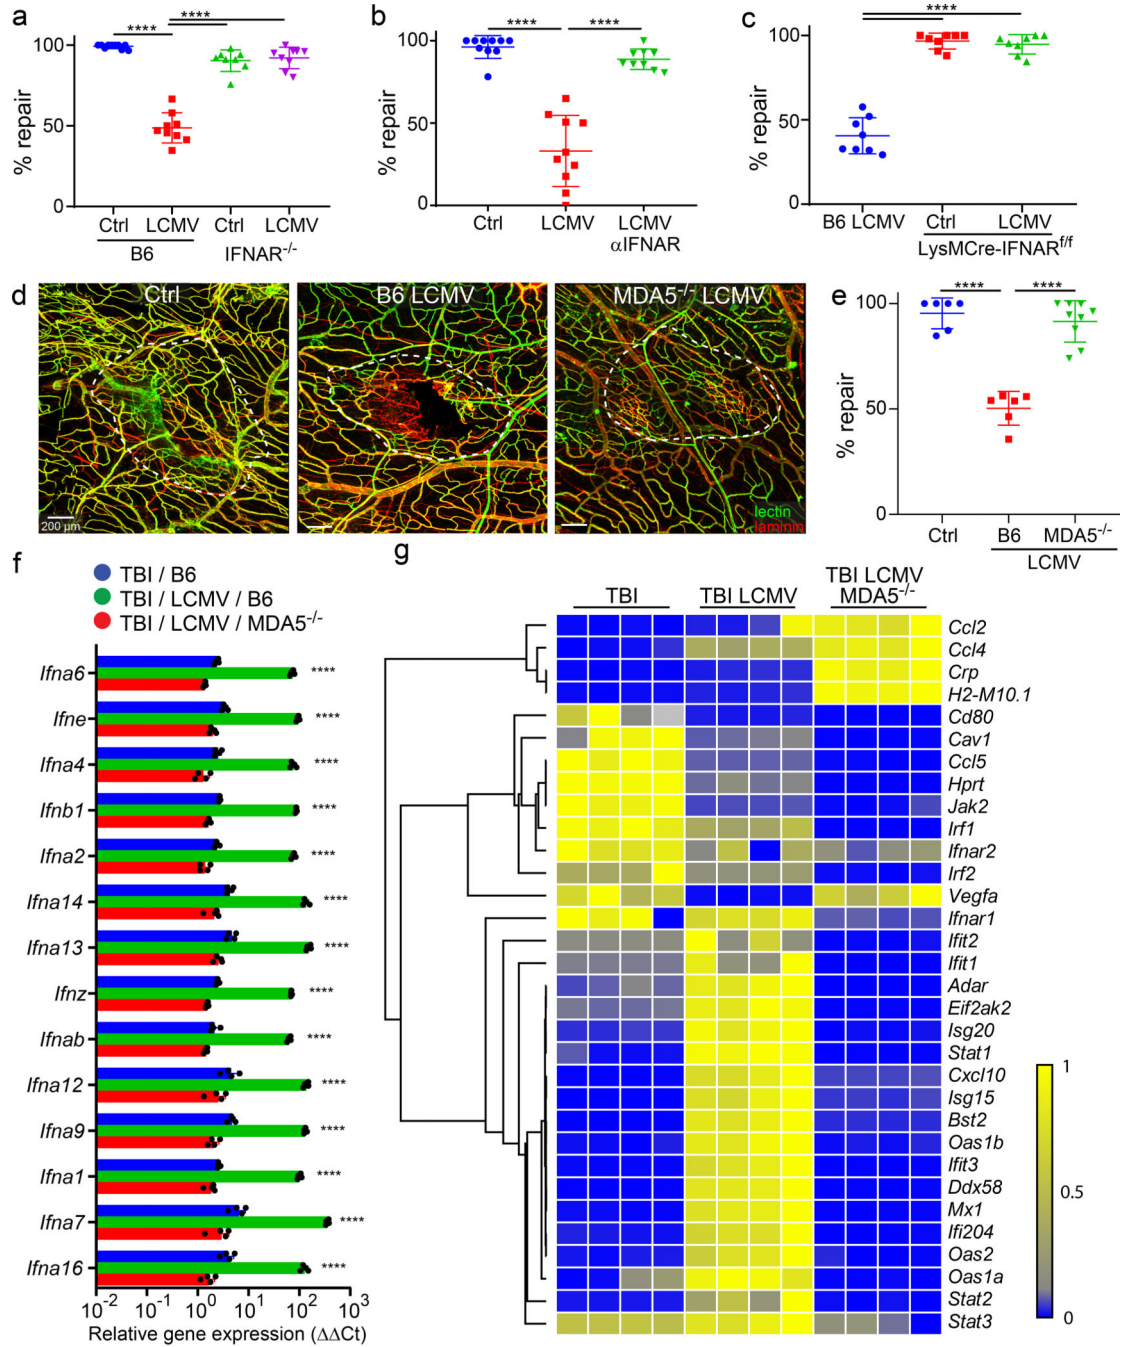 a
b
c
****
****
100
50
0
% repair
Ctrl
LCMV
Ctrl
LCMV
B6
IFNAR-/-
****
****
100
50
0
% repair
Ctrl
LCMV
LCMV
αIFNAR
****
100
50
0
% repair
B6 LCMV
Ctrl
LCMV
LysMCre-IFNARf/f
d
Ctrl
B6 LCMV
MDA5-/- LCMV
200 μm
lectin
laminin
e
****
****
100
50
0
% repair
Ctrl
B6
MDA5-/-
LCMV
f
TBI / B6
TBI / LCMV / B6
TBI / LCMV / MDA5-/-
Ifna6 ****
Ifne ****
Ifna4 ****
Ifnb1 ****
Ifna2 ****
Ifna14 ****
Ifna13 ****
Ifnz ****
Ifnab ****
Ifna12 ****
Ifna9 ****
Ifna1 ****
Ifna7 ****
Ifna16 ****
10-2 10-1 100 101 102 103
Relative gene expression (ΔΔCt)
g
TBI
TBI LCMV
TBI LCMV
MDA5-/-
Ccl2
Ccl4
Crp
H2-M10.1
Cd80
Cav1
Ccl5
Hprt
Jak2
Irf1
Ifnar2
Irf2
Vegfa
Ifnar1
Ifit2
Ifit1
Adar
Eif2ak2
Isg20
Stat1
Cxcl10
Isg15
Bst2
Oas1b
Ifit3
Ddx58
Mx1
Ifi204
Oas2
Oas1a
Stat2
Stat3
1
0.5
0